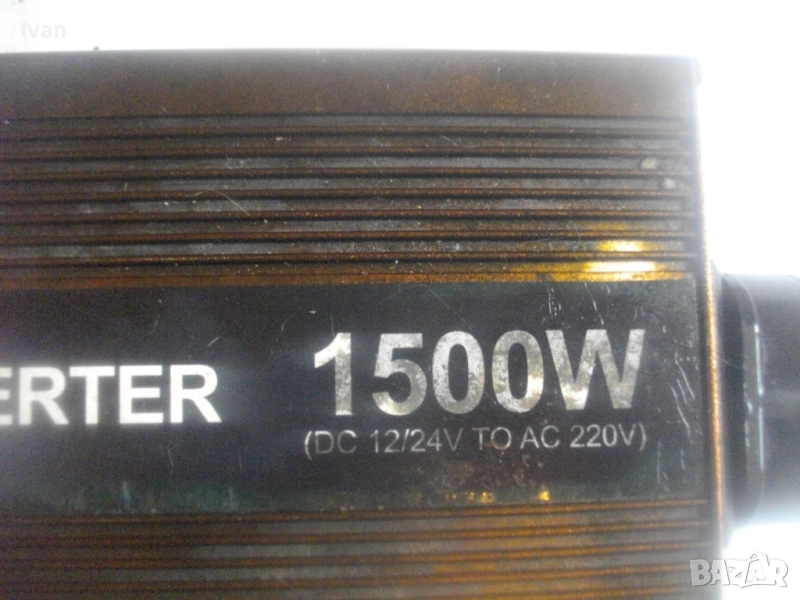 ivan
ERTER 1500W
(DC 12/24V TO AC 220V)
BAZAR